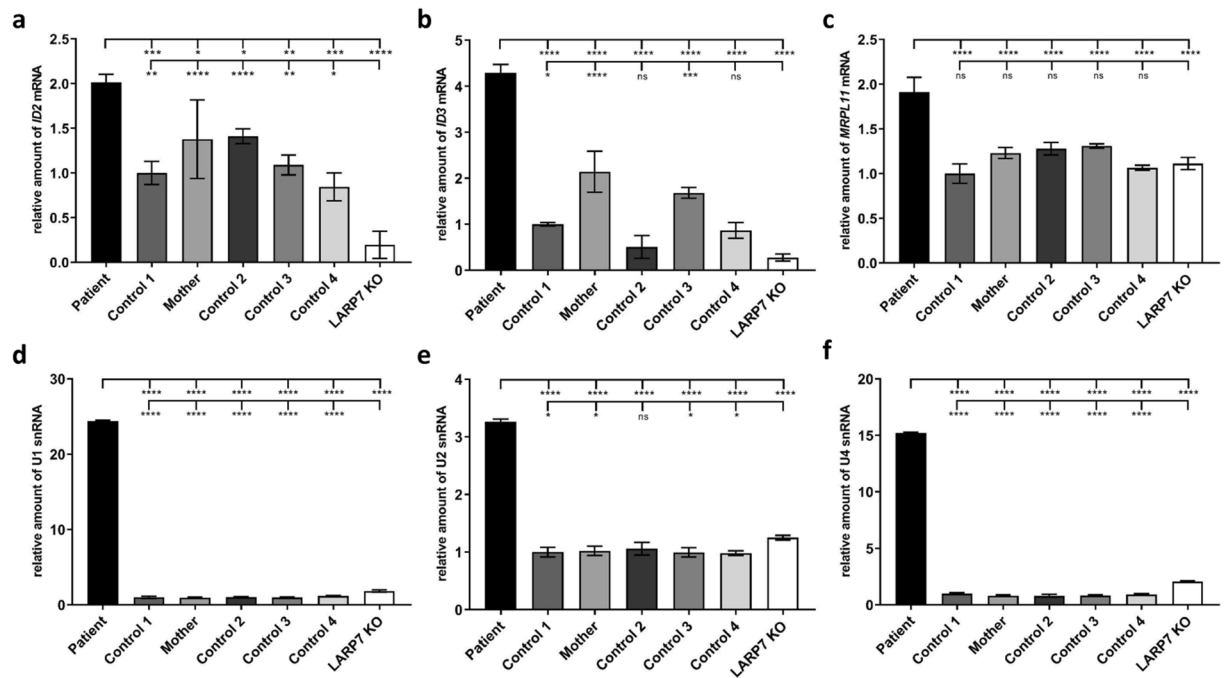 a
*** * * ** *** ****
** **** **** ** *
relative amount of ID2 mRNA
2.5
2.0
1.5
1.0
0.5
0.0
Patient
Control 1
Mother
Control 2
Control 3
Control 4
LARP7 KO
b
**** **** **** **** **** ****
* **** ns *** ns
relative amount of ID3 mRNA
5
4
2
0
Patient
Control 1
Mother
Control 2
Control 3
Control 4
LARP7 KO
c
**** **** **** **** **** ****
ns ns ns ns ns
relative amount of MRPL11 mRNA
2.5
2.0
1.5
1.0
0.5
0.0
Patient
Control 1
Mother
Control 2
Control 3
Control 4
LARP7 KO
d
**** **** **** **** **** ****
**** **** **** **** ****
relative amount of U1 snRNA
30
20
10
0
Patient
Control 1
Mother
Control 2
Control 3
Control 4
LARP7 KO
e
**** **** **** **** **** ****
* * ns * *
relative amount of U2 snRNA
4
3
2
1
0
Patient
Control 1
Mother
Control 2
Control 3
Control 4
LARP7 KO
f
**** **** **** **** **** ****
**** **** **** **** ****
relative amount of U4 snRNA
20
15
10
5
0
Patient
Control 1
Mother
Control 2
Control 3
Control 4
LARP7 KO